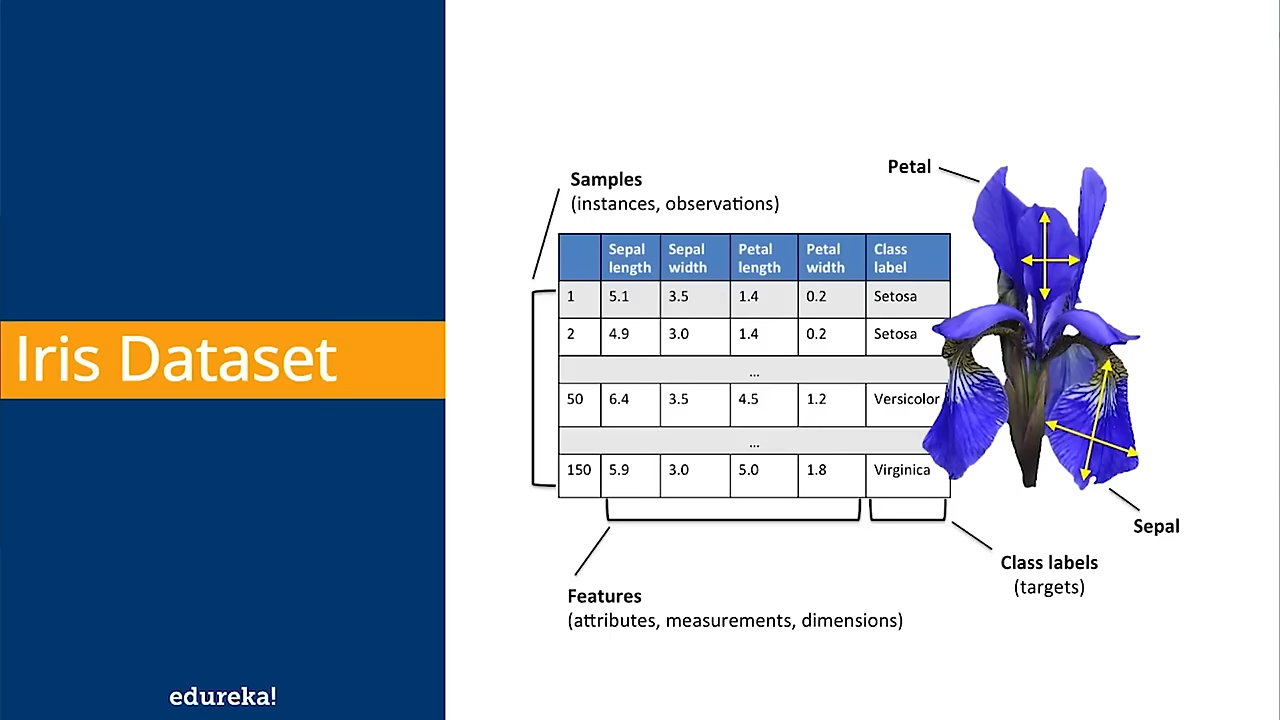 Iris Dataset
edureka!
Samples
(instances, observations)
Petal
Sepal length Sepal width Petal length Petal width Class label
1 5.1 3.5 1.4 0.2 Setosa
2 4.9 3.0 1.4 0.2 Setosa
...
50 6.4 3.5 4.5 1.2 Versicolor
...
150 5.9 3.0 5.0 1.8 Virginica
Sepal
Class labels
(targets)
Features
(attributes, measurements, dimensions)